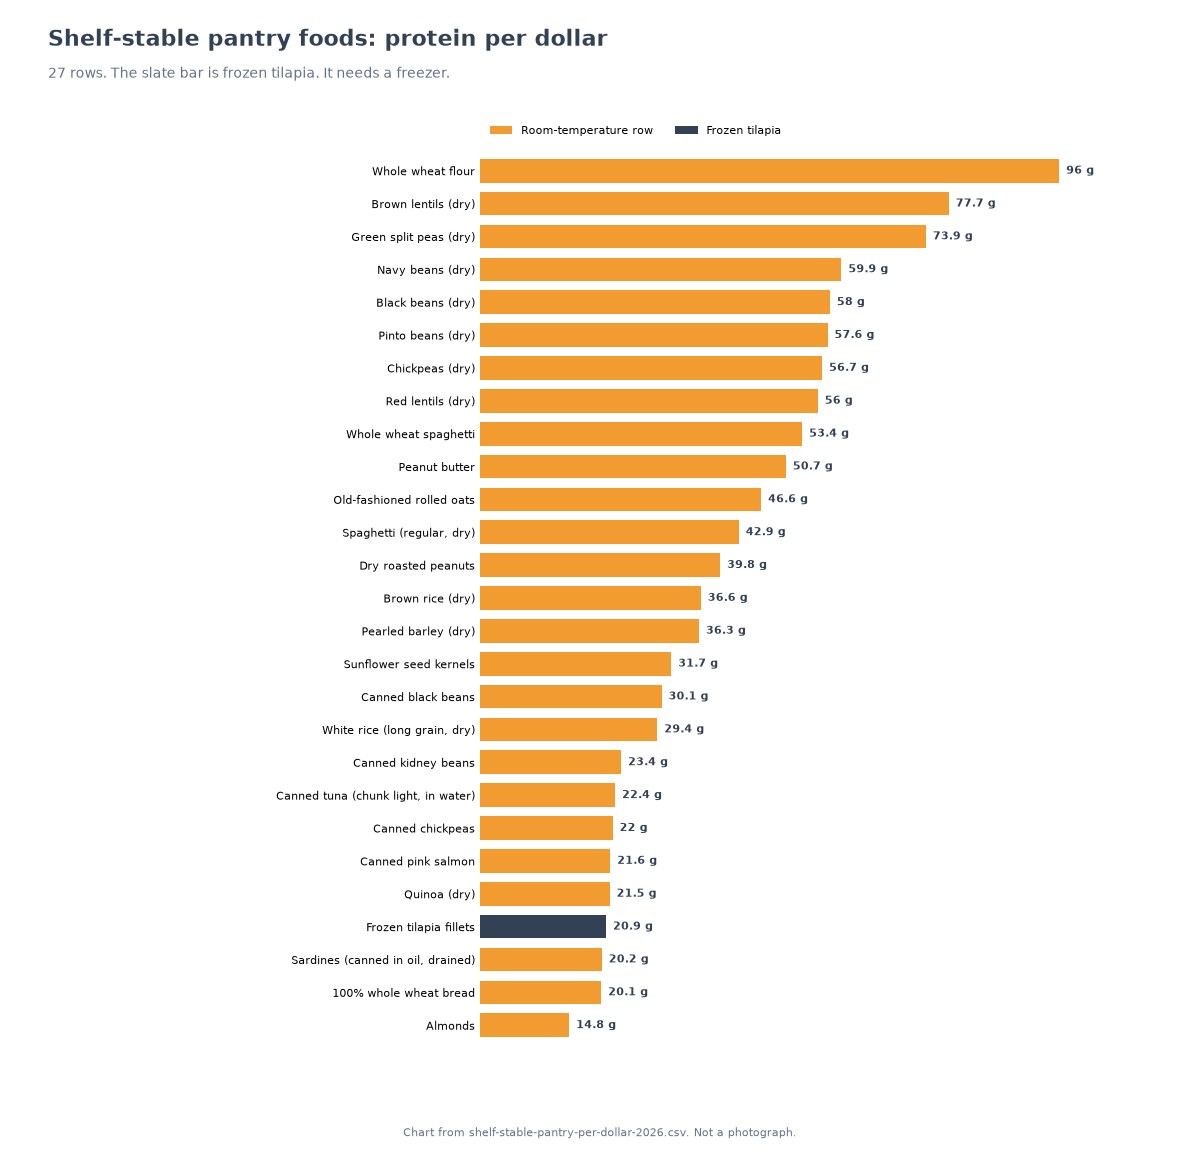 Shelf-stable pantry foods: protein per dollar
27 rows. The slate bar is frozen tilapia. It needs a freezer.
Room-temperature row Frozen tilapia
Whole wheat flour 96 g
Brown lentils (dry) 77.7 g
Green split peas (dry) 73.9 g
Navy beans (dry) 59.9 g
Black beans (dry) 58 g
Pinto beans (dry) 57.6 g
Chickpeas (dry) 56.7 g
Red lentils (dry) 56 g
Whole wheat spaghetti 53.4 g
Peanut butter 50.7 g
Old-fashioned rolled oats 46.6 g
Spaghetti (regular, dry) 42.9 g
Dry roasted peanuts 39.8 g
Brown rice (dry) 36.6 g
Pearled barley (dry) 36.3 g
Sunflower seed kernels 31.7 g
Canned black beans 30.1 g
White rice (long grain, dry) 29.4 g
Canned kidney beans 23.4 g
Canned tuna (chunk light, in water) 22.4 g
Canned chickpeas 22 g
Canned pink salmon 21.6 g
Quinoa (dry) 21.5 g
Frozen tilapia fillets 20.9 g
Sardines (canned in oil, drained) 20.2 g
100% whole wheat bread 20.1 g
Almonds 14.8 g
Chart from shelf-stable-pantry-per-dollar-2026.csv. Not a photograph.